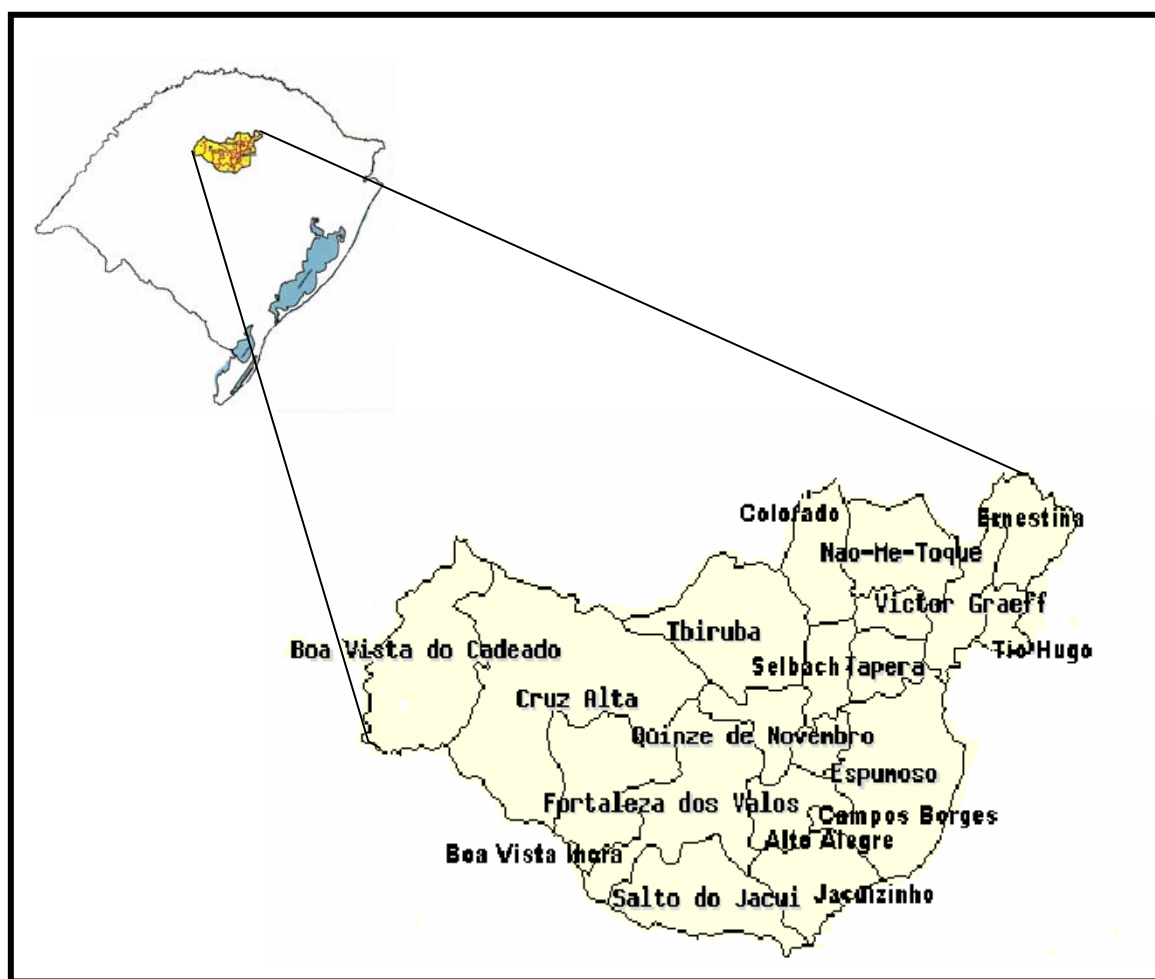 Colorado
Ernestina
Nao-Me-Toque
Victor Graeff
Ibiruba
Boa Vista do Cadeado
Selbach
Tapera
Tio Hugo
Cruz Alta
Quinze de Novembro
Espumoso
Fortaleza dos Valos
Campos Borges
Alto Alegre
Boa Vista
Salto do Jacui
Jacuizinho